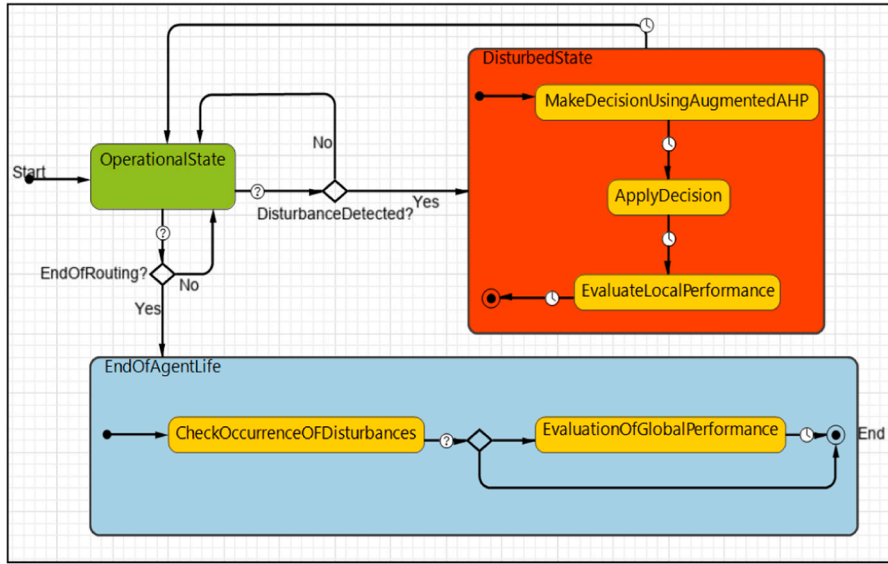 DisturbedState
MakeDecisionUsingAugmentedAHP
No
OperationalState
Start
?
Yes
DisturbanceDetected?
ApplyDecision
?
EndOfRouting?
No
EvaluateLocalPerformance
Yes
EndOfAgentLife
CheckOccurrenceOFDisturbances
?
EvaluationOfGlobalPerformance
End